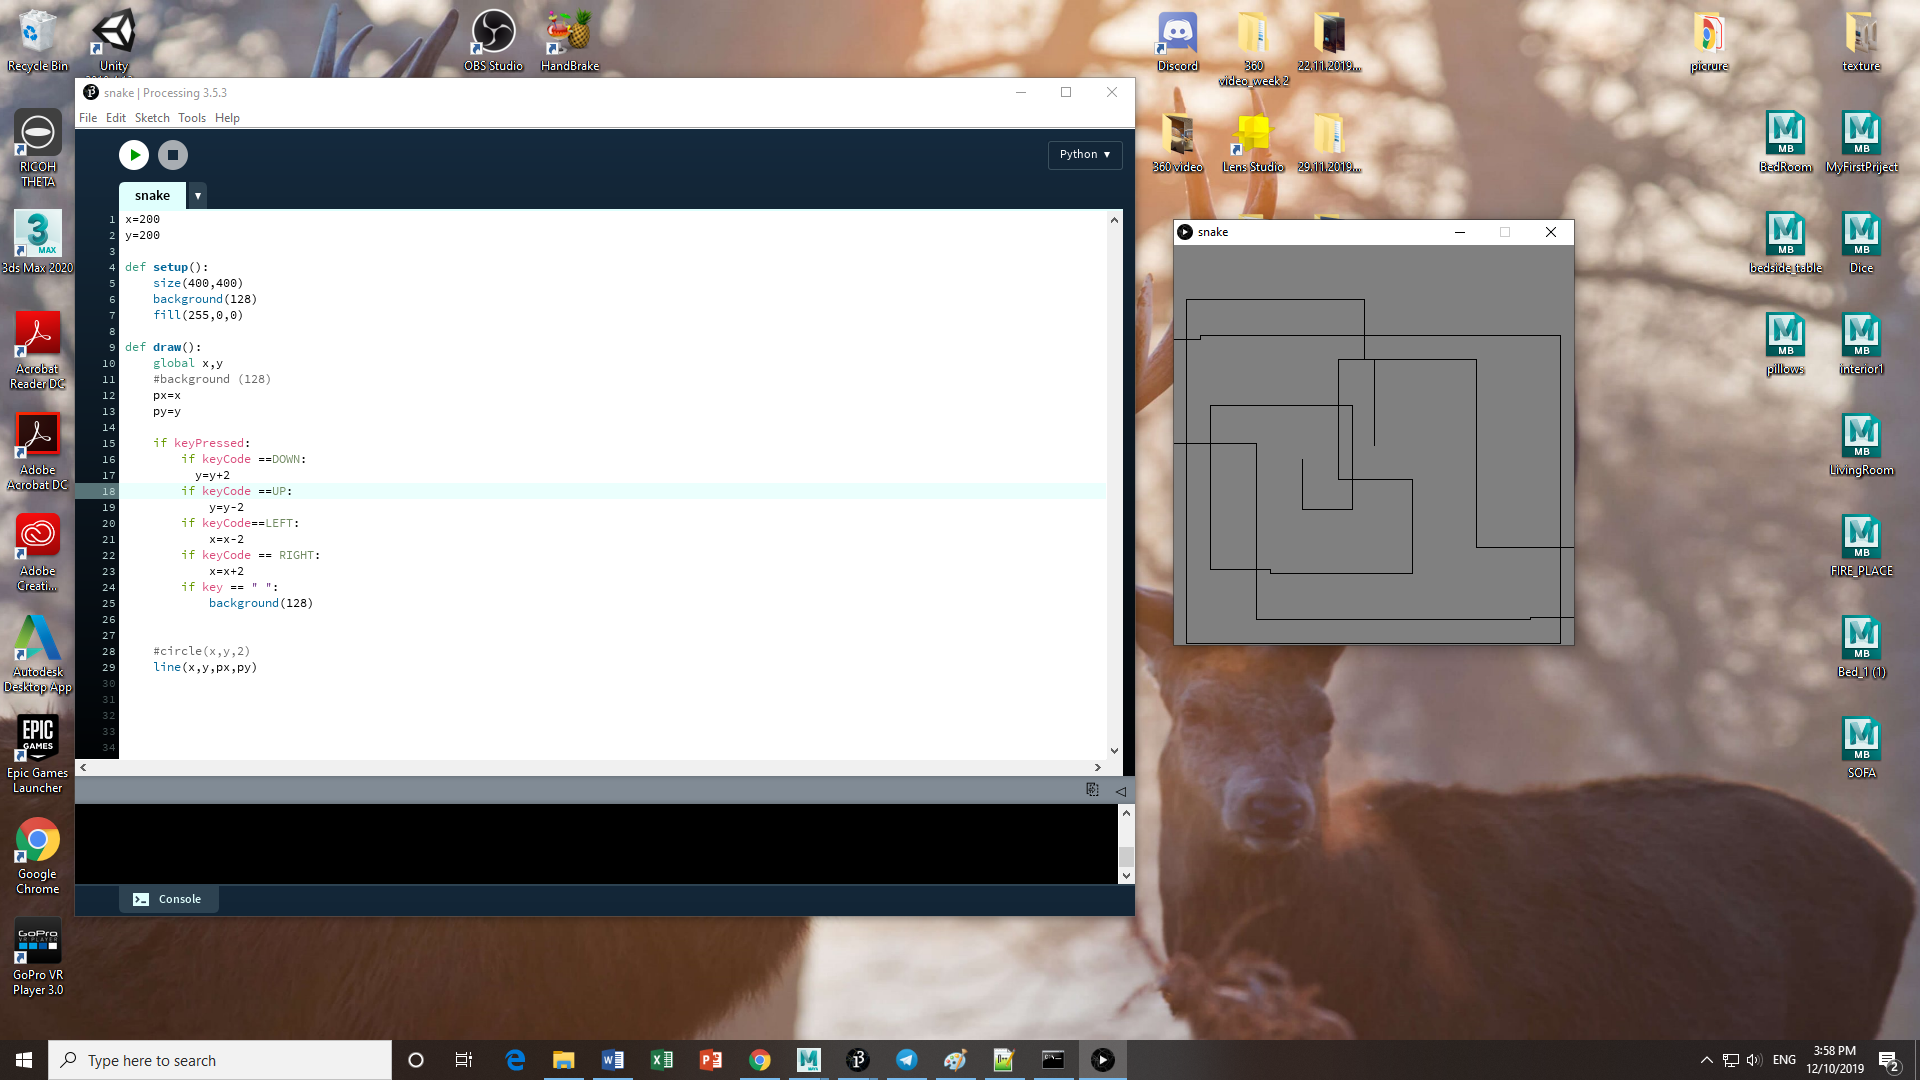 Recycle Bin
Unity
OBS Studio
HandBrake
Discord
360
video_week 2
22.11.2019...
picrure
texture
snake | Processing 3.5.3
File Edit Sketch Tools Help
RICOH
THETA
360 video
Lens Studio
29.11.2019...
BedRoom
MyFirstPriject
Python ▾
snake
1 x=200
2 y=200
3
4 def setup():
5 size(400,400)
6 background(128)
7 fill(255,0,0)
8
9 def draw():
10 global x,y
11 #background (128)
12 px=x
13 py=y
14
15 if keyPressed:
16 if keyCode ==DOWN:
17 y=y+2
18 if keyCode ==UP:
19 y=y-2
20 if keyCode==LEFT:
21 x=x-2
22 if keyCode == RIGHT:
23 x=x+2
24 if key == " ":
25 background(128)
26
27
28 #circle(x,y,2)
29 line(x,y,px,py)
30
31
32
33
34
Console
snake
3ds Max 2020
Acrobat
Reader DC
Adobe
Acrobat DC
Adobe
Creati...
Autodesk
Desktop App
EPIC
GAMES
Epic Games
Launcher
Google
Chrome
GoPro
GoPro VR
Player 3.0
bedside_table
Dice
pillows
interior1
LivingRoom
FIRE_PLACE
Bed_1 (1)
SOFA
Type here to search
ENG
3:58 PM
12/10/2019
2